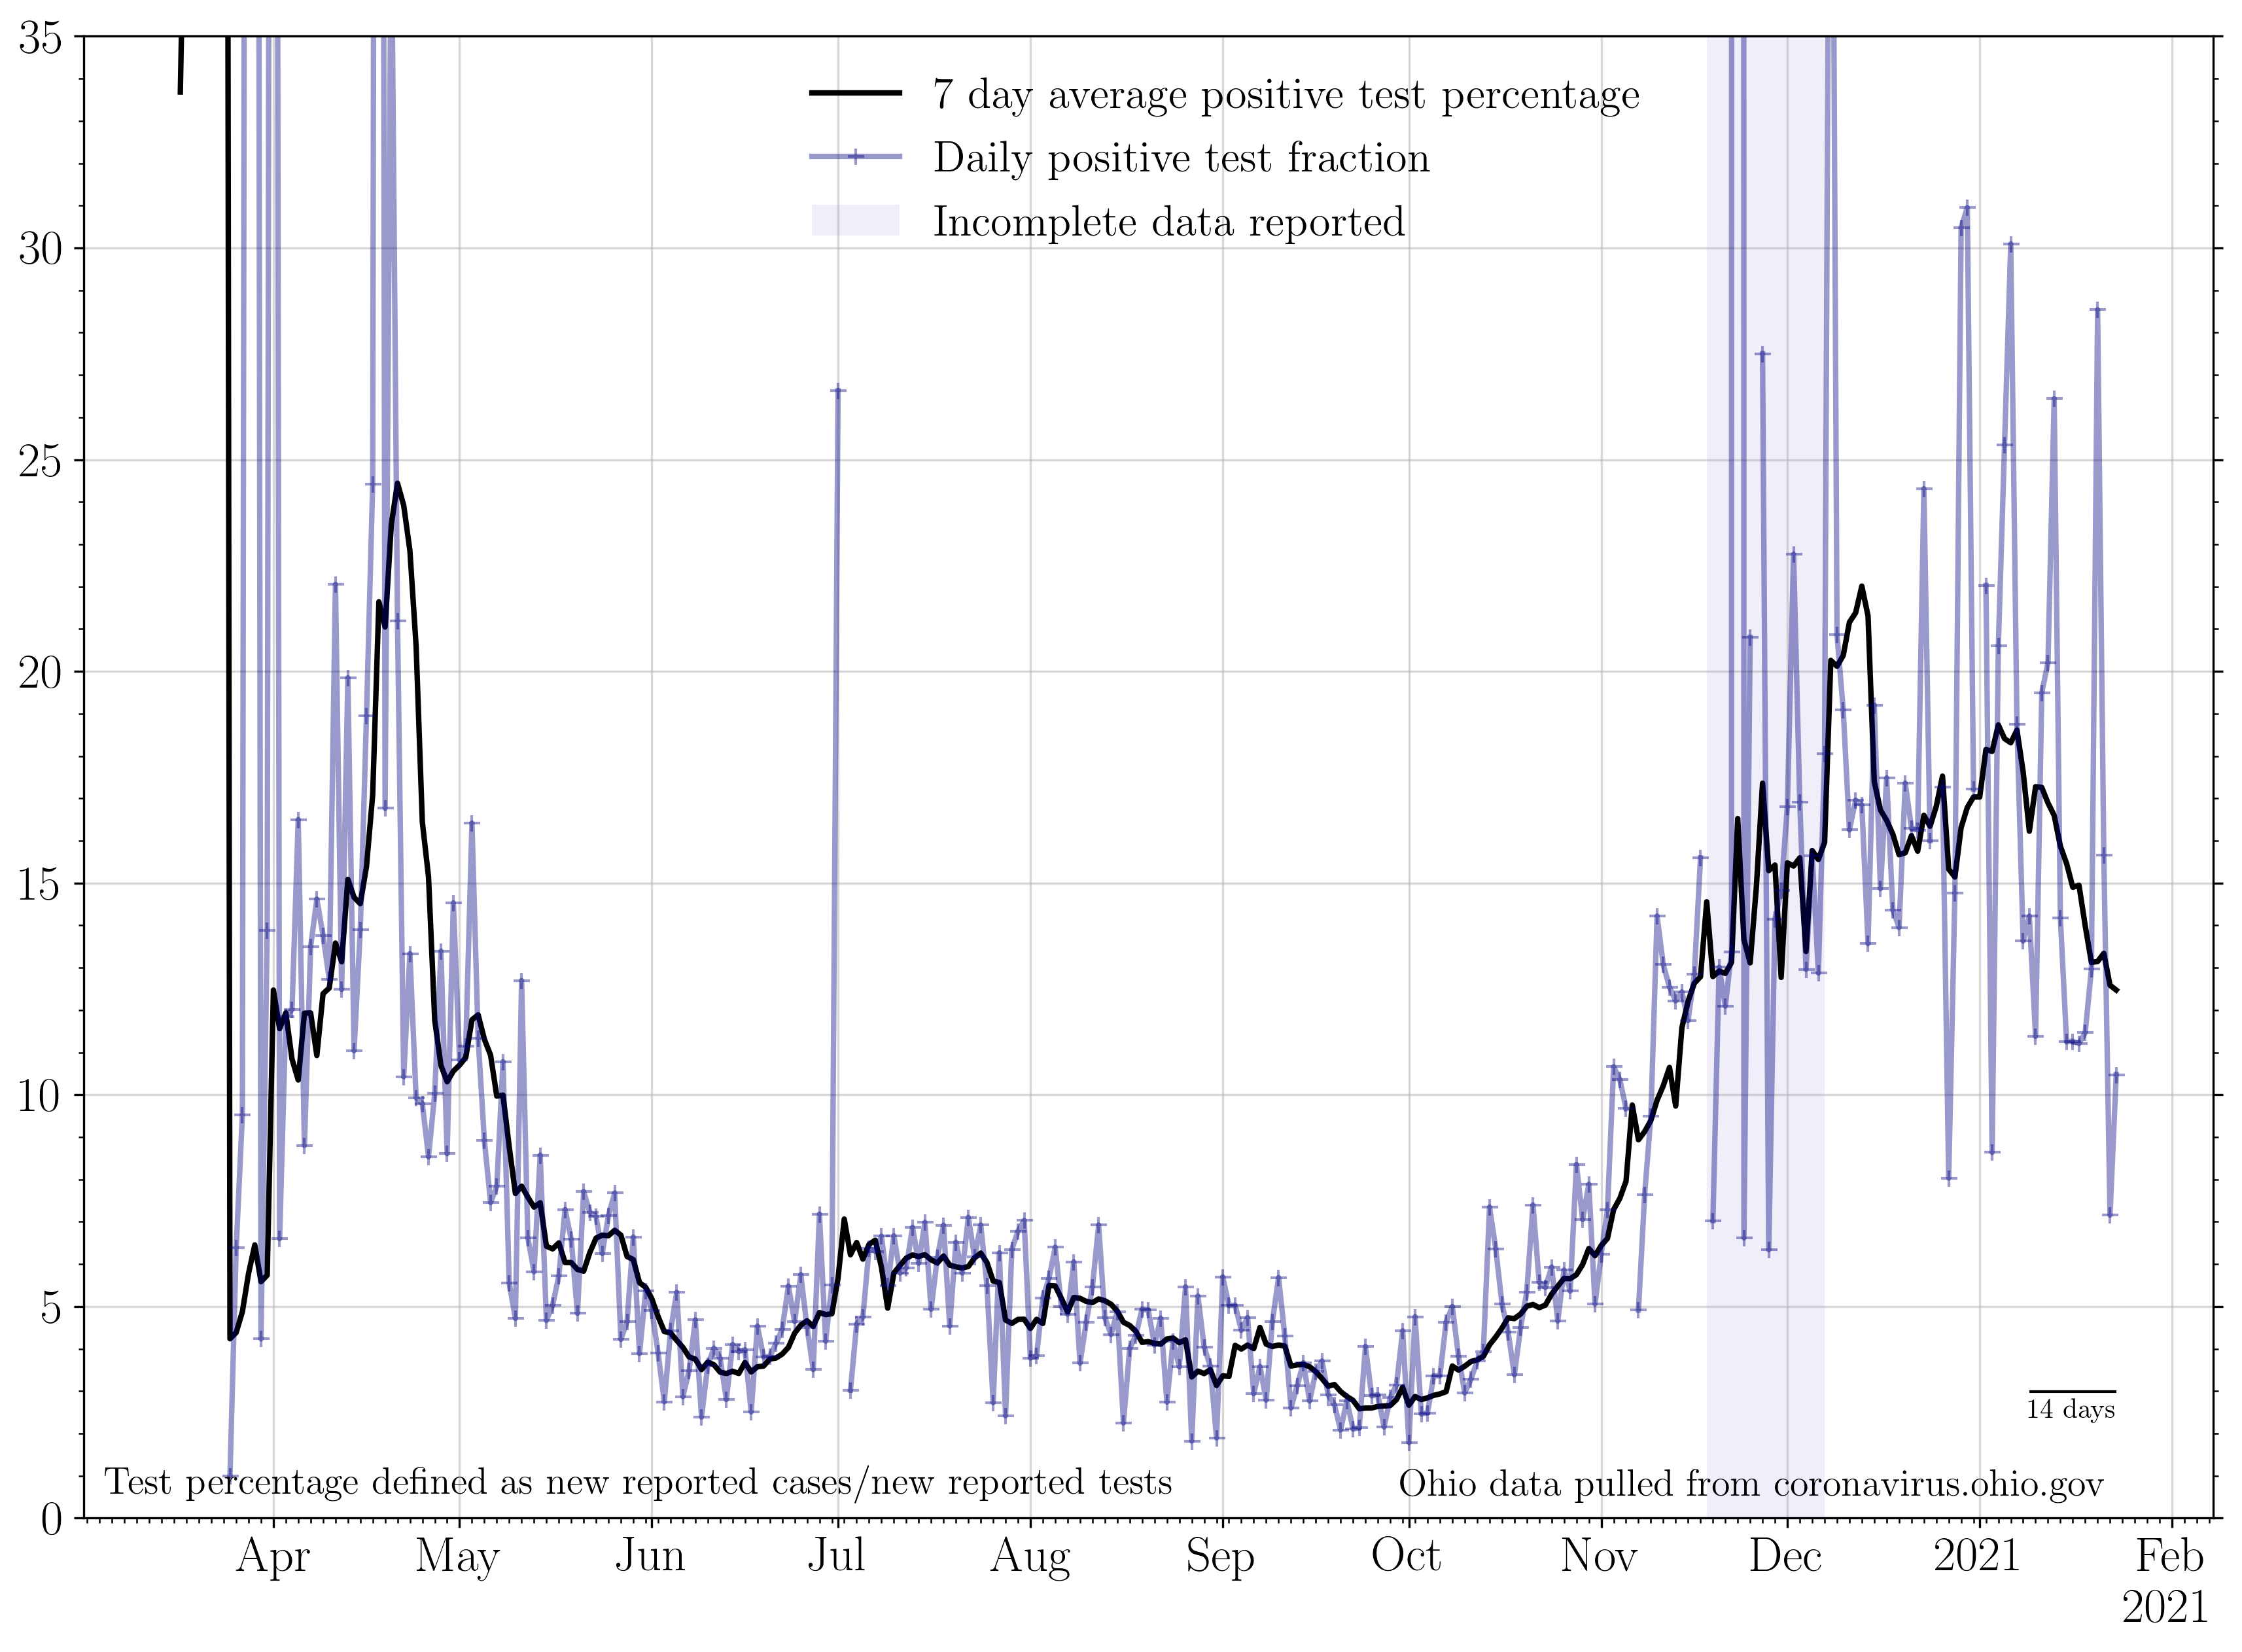 35
30
25
20
15
10
5
0
7 day average positive test percentage
Daily positive test fraction
Incomplete data reported
14 days
Test percentage defined as new reported cases/new reported tests
Ohio data pulled from coronavirus.ohio.gov
Apr May Jun Jul Aug Sep Oct Nov Dec 2021 Feb
2021